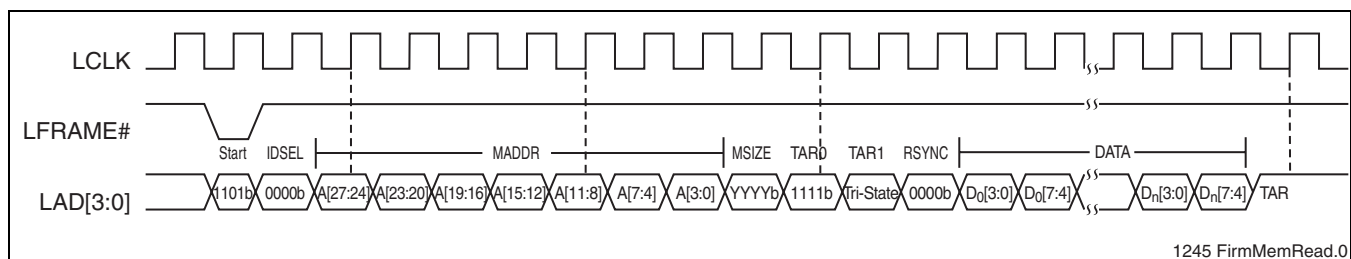 LCLK
LFRAME#
Start IDSEL MADDR MSIZE TAR0 TAR1 RSYNC DATA
LAD[3:0] 1101b 0000b A[27:24] A[23:20] A[19:16] A[15:12] A[11:8] A[7:4] A[3:0] YYYYb 1111b Tri-State 0000b D0[3:0] D0[7:4] Dn[3:0] Dn[7:4] TAR
1245 FirmMemRead.0